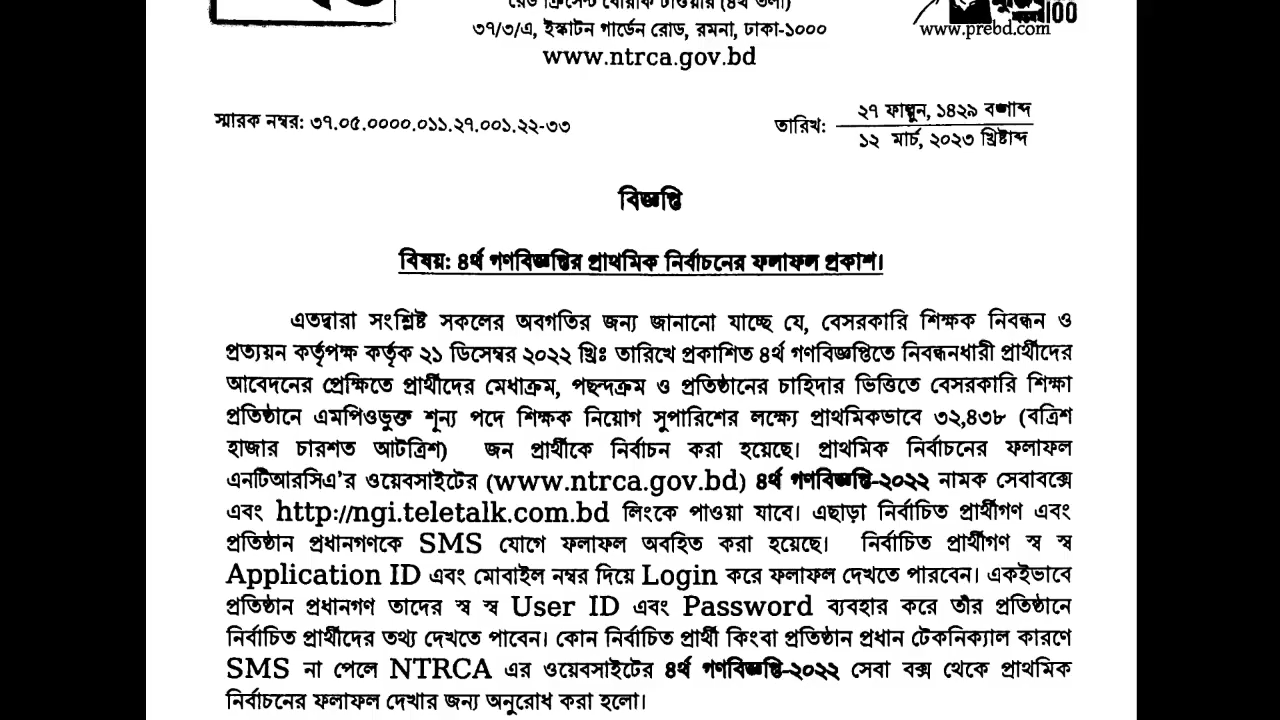 রেড ক্রিসেন্ট বোরাক টাওয়ার (৪র্থ তলা)
৩৭/৩/এ, ইস্কাটন গার্ডেন রোড, রমনা, ঢাকা-১০০০
www.ntrca.gov.bd
100
www.prebd.com
স্মারক নম্বর: ৩৭.০৫.০০০০.০১১.২৭.০০১.২২-৩৩
তারিখ:
২৭ ফাল্গুন, ১৪২৯ বঙ্গাব্দ
১২ মার্চ, ২০২৩ খ্রিষ্টাব্দ
বিজ্ঞপ্তি
বিষয়: ৪র্থ গণবিজ্ঞপ্তির প্রাথমিক নির্বাচনের ফলাফল প্রকাশ।
এতদ্বারা সংশ্লিষ্ট সকলের অবগতির জন্য জানানো যাচ্ছে যে, বেসরকারি শিক্ষক নিবন্ধন ও
প্রত্যয়ন কর্তৃপক্ষ কর্তৃক ২১ ডিসেম্বর ২০২২ খ্রিঃ তারিখে প্রকাশিত ৪র্থ গণবিজ্ঞপ্তিতে নিবন্ধনধারী প্রার্থীদের
আবেদনের প্রেক্ষিতে প্রার্থীদের মেধাক্রম, পছন্দক্রম ও প্রতিষ্ঠানের চাহিদার ভিত্তিতে বেসরকারি শিক্ষা
প্রতিষ্ঠানে এমপিওভুক্ত শূন্য পদে শিক্ষক নিয়োগ সুপারিশের লক্ষ্যে প্রাথমিকভাবে ৩২,৪৩৮ (বত্রিশ
হাজার চারশত আটত্রিশ) জন প্রার্থীকে নির্বাচন করা হয়েছে। প্রাথমিক নির্বাচনের ফলাফল
এনটিআরসিএ'র ওয়েবসাইটের (www.ntrca.gov.bd) ৪র্থ গণবিজ্ঞপ্তি-২০২২ নামক সেবাবক্সে
এবং http://ngi.teletalk.com.bd লিংকে পাওয়া যাবে। এছাড়া নির্বাচিত প্রার্থীগণ এবং
প্রতিষ্ঠান প্রধানগণকে SMS যোগে ফলাফল অবহিত করা হয়েছে। নির্বাচিত প্রার্থীগণ স্ব স্ব
Application ID এবং মোবাইল নম্বর দিয়ে Login করে ফলাফল দেখতে পারবেন। একইভাবে
প্রতিষ্ঠান প্রধানগণ তাদের স্ব স্ব User ID এবং Password ব্যবহার করে তাঁর প্রতিষ্ঠানে
নির্বাচিত প্রার্থীদের তথ্য দেখতে পাবেন। কোন নির্বাচিত প্রার্থী কিংবা প্রতিষ্ঠান প্রধান টেকনিক্যাল কারণে
SMS না পেলে NTRCA এর ওয়েবসাইটের ৪র্থ গণবিজ্ঞপ্তি-২০২২ সেবা বক্স থেকে প্রাথমিক
নির্বাচনের ফলাফল দেখার জন্য অনুরোধ করা হলো।